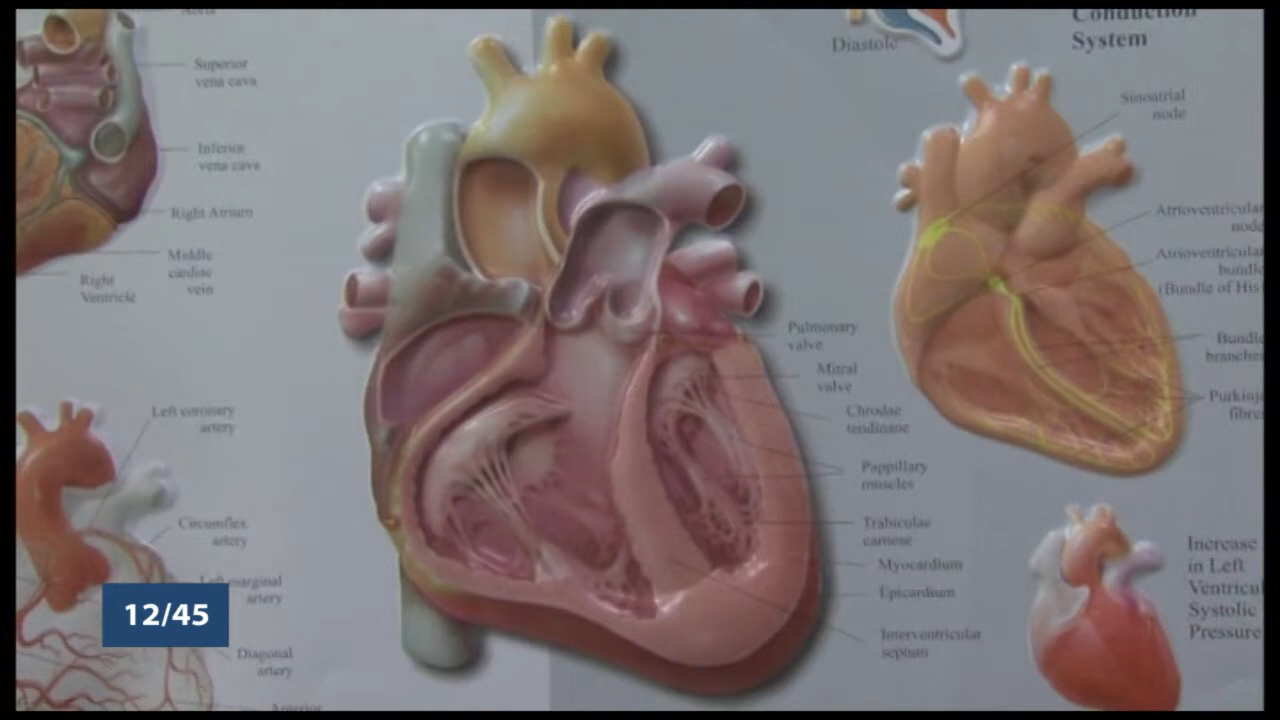 Aorta
Superior
vena cava
Inferior
vena cava
Right Atrium
Middle
cardiac
vein
Right
Ventricle
Left coronary
artery
Circumflex
artery
Left marginal
artery
Diagonal
artery
Anterior
12/45
Pulmonary
valve
Mitral
valve
Chrodae
tendinane
Pappillary
muscles
Trabiculae
carnese
Myocardium
Epicardium
Interventricular
septum
Diastole
Conduction
System
Sinoatrial
node
Atrioventricular
node
Atrioventricular
bundle
(Bundle of His)
Bundle
branches
Purkinje
fibres
Increase
in Left
Ventricul
Systolic
Pressure